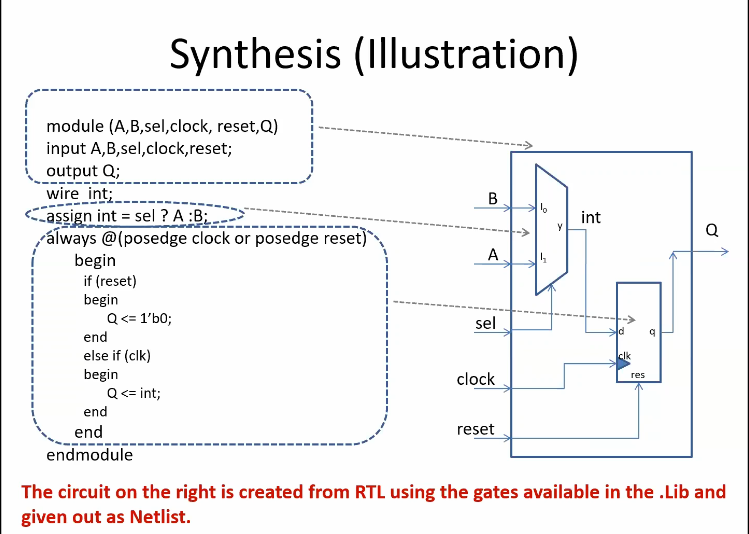 Synthesis (Illustration)
module (A,B,sel,clock, reset,Q)
input A,B,sel,clock,reset;
output Q;
wire int;
assign int = sel ? A :B;
always @(posedge clock or posedge reset)
begin
if (reset)
begin
Q <= 1'b0;
end
else if (clk)
begin
Q <= int;
end
end
endmodule
B
I0
y
int
A
I1
Q
sel
d
q
clk
clock
res
reset
The circuit on the right is created from RTL using the gates available in the .Lib and
given out as Netlist.